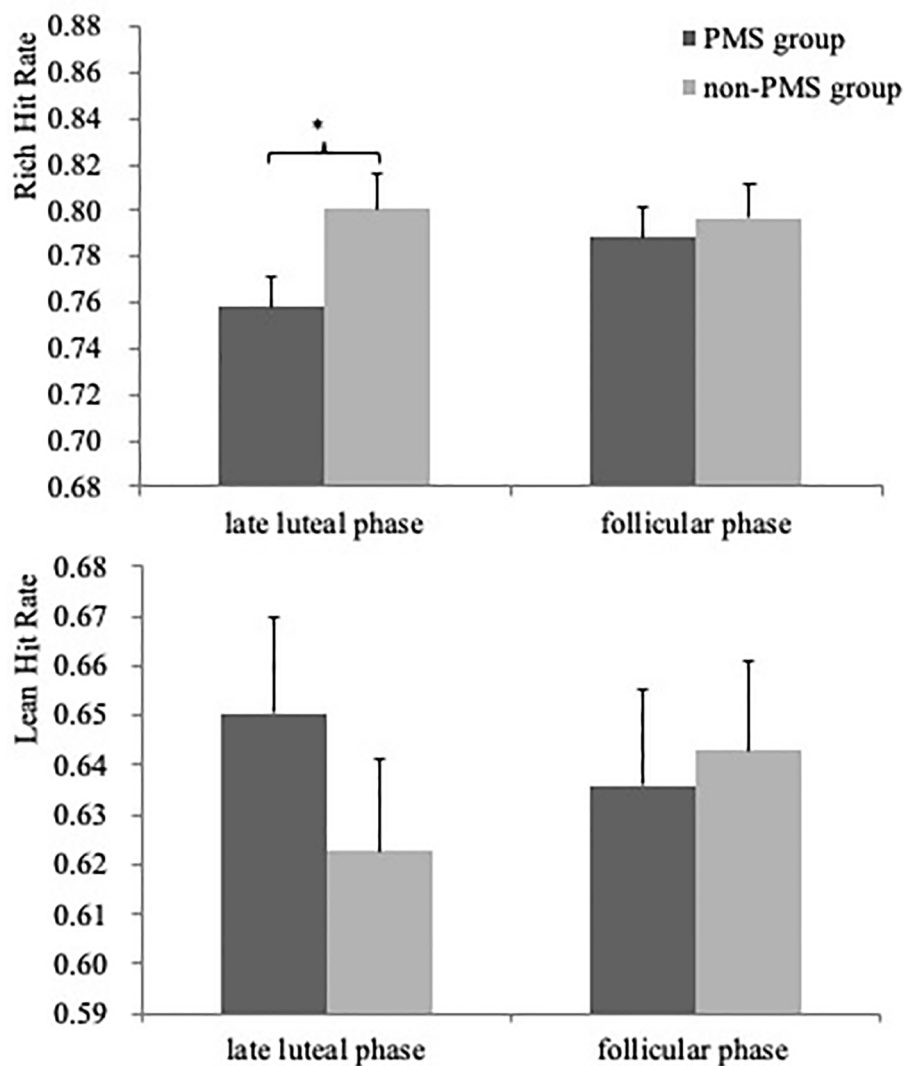 0.88
0.86
0.84
0.82
0.80
0.78
0.76
0.74
0.72
0.70
0.68
Rich Hit Rate
PMS group
non-PMS group
*
late luteal phase
follicular phase
0.68
0.67
0.66
0.65
0.64
0.63
0.62
0.61
0.60
0.59
Lean Hit Rate
late luteal phase
follicular phase